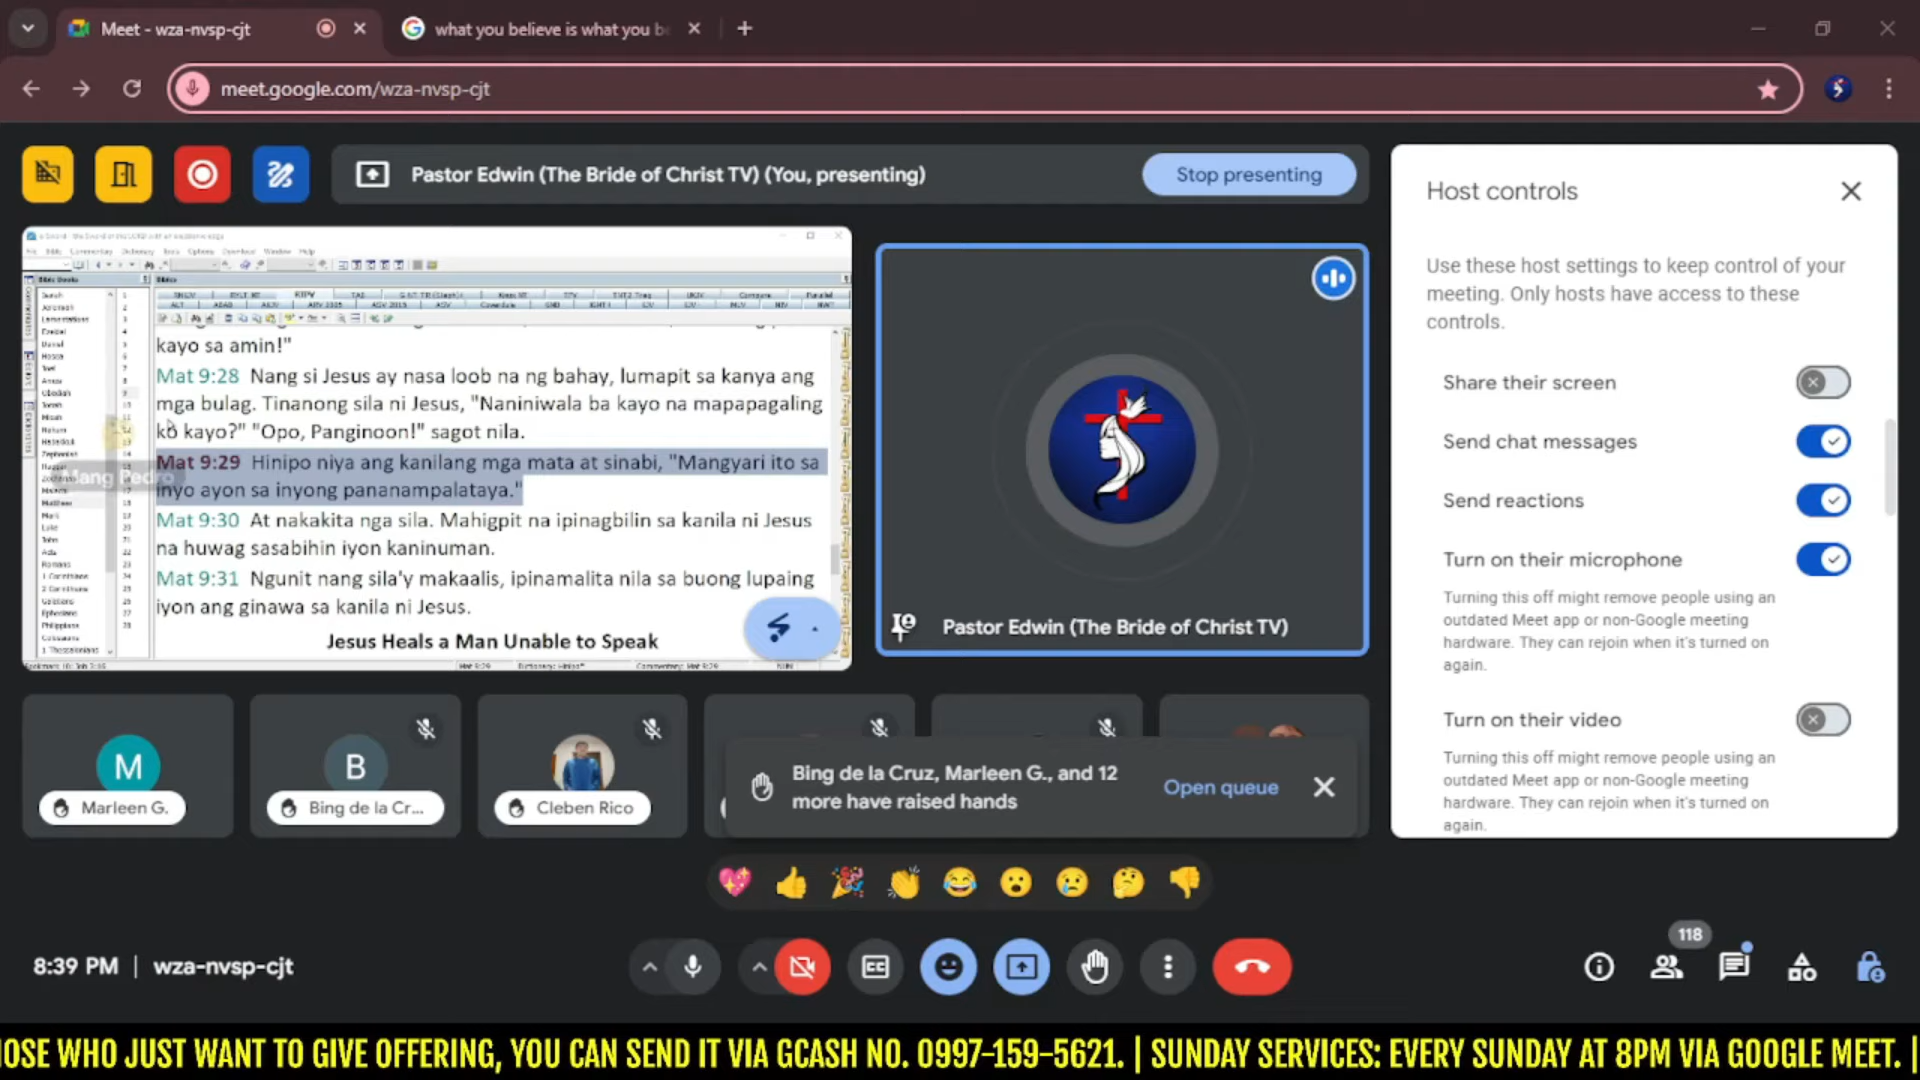 Meet - wza-nvsp-cjt
what you believe is what you be
meet.google.com/wza-nvsp-cjt
Pastor Edwin (The Bride of Christ TV) (You, presenting)
Stop presenting
Host controls
Use these host settings to keep control of your
meeting. Only hosts have access to these
controls.
Share their screen
Send chat messages
Send reactions
Turn on their microphone
Turning this off might remove people using an
outdated Meet app or non-Google meeting
hardware. They can rejoin when it's turned on
again.
Turn on their video
Turning this off might remove people using an
outdated Meet app or non-Google meeting
hardware. They can rejoin when it's turned on
again.
kayo sa amin!"
Mat 9:28 Nang si Jesus ay nasa loob na ng bahay, lumapit sa kanya ang
mga bulag. Tinanong sila ni Jesus, "Naniniwala ba kayo na mapapagaling
ko kayo?" "Opo, Panginoon!" sagot nila.
Mat 9:29 Hinipo niya ang kanilang mga mata at sinabi, "Mangyari ito sa
inyo ayon sa inyong pananampalataya."
Mat 9:30 At nakakita nga sila. Mahigpit na ipinagbilin sa kanila ni Jesus
na huwag sasabihin iyon kaninuman.
Mat 9:31 Ngunit nang sila'y makaalis, ipinamalita nila sa buong lupaing
iyon ang ginawa sa kanila ni Jesus.
Jesus Heals a Man Unable to Speak
Mang Pedro
Pastor Edwin (The Bride of Christ TV)
M
Marleen G.
B
Bing de la Cr...
Cleben Rico
Bing de la Cruz, Marleen G., and 12
more have raised hands
Open queue
8:39 PM | wza-nvsp-cjt
118
HOSE WHO JUST WANT TO GIVE OFFERING, YOU CAN SEND IT VIA GCASH NO. 0997-159-5621. | SUNDAY SERVICES: EVERY SUNDAY AT 8PM VIA GOOGLE MEET. |